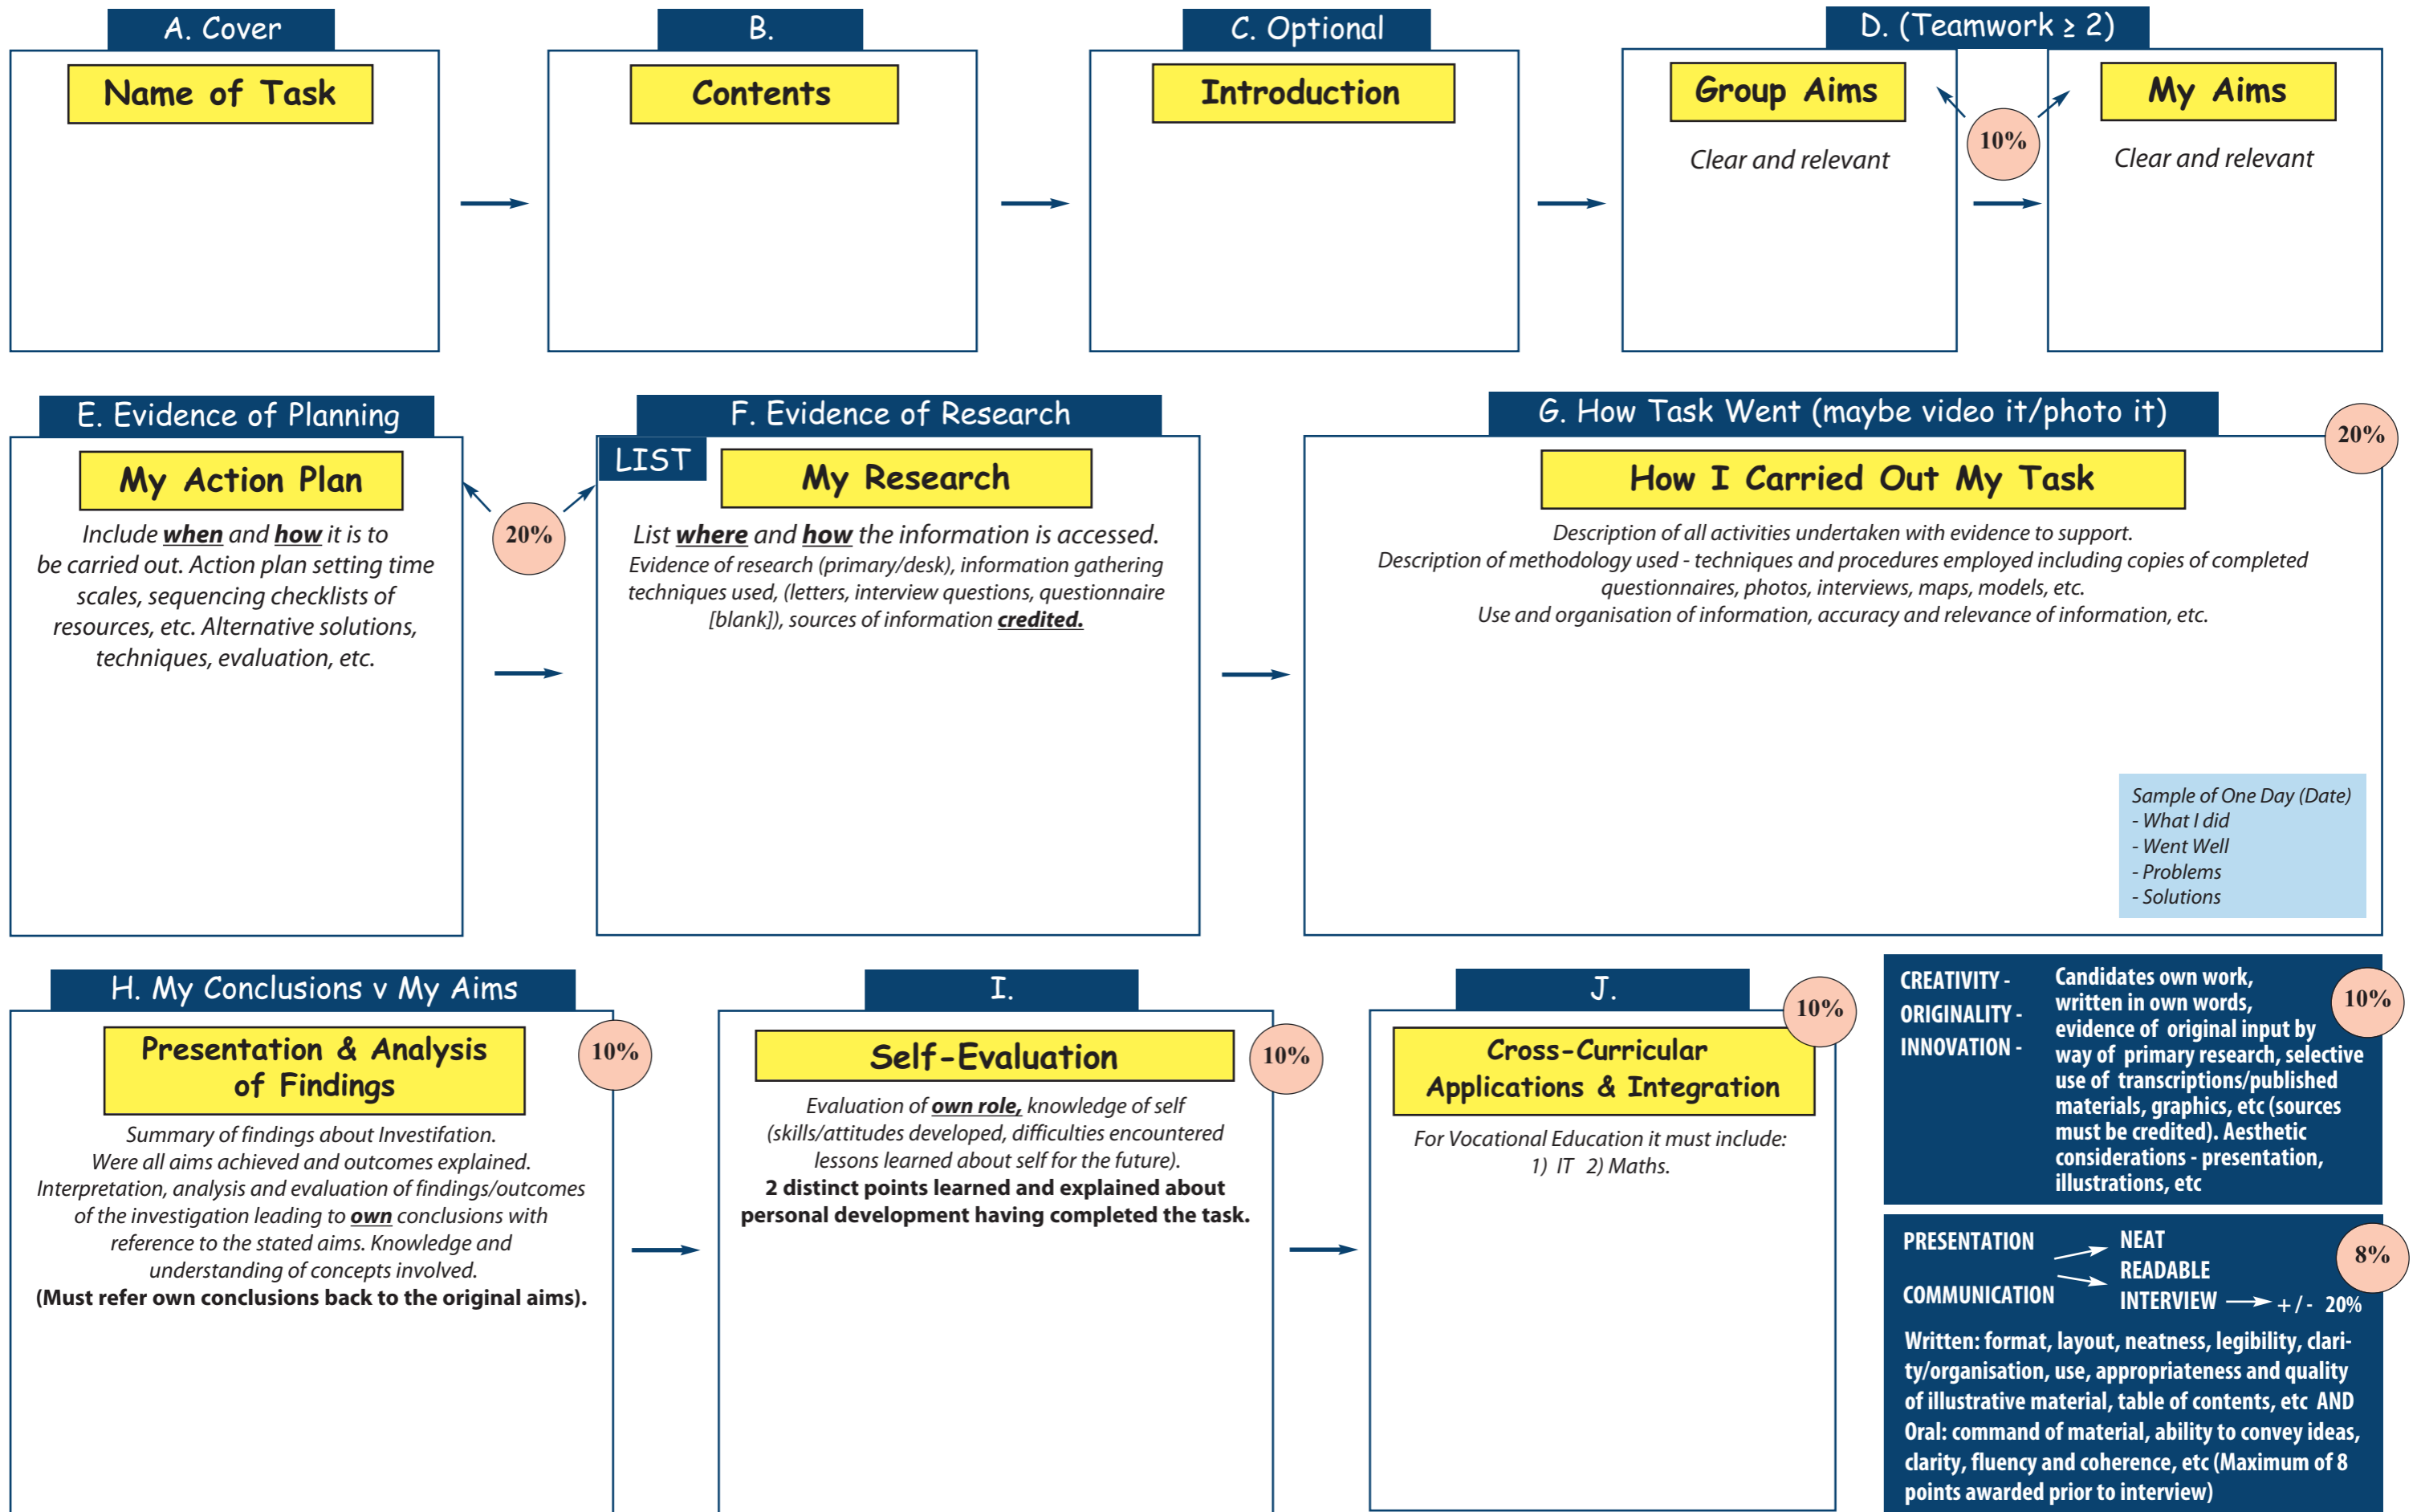 A. Cover
Name of Task
B.
Contents
C. Optional
Introduction
D. (Teamwork ≥ 2)
Group Aims
Clear and relevant
10%
My Aims
Clear and relevant
E. Evidence of Planning
My Action Plan
Include when and how it is to
be carried out. Action plan setting time
scales, sequencing checklists of
resources, etc. Alternative solutions,
techniques, evaluation, etc.
20%
F. Evidence of Research
LIST
My Research
List where and how the information is accessed.
Evidence of research (primary/desk), information gathering
techniques used, (letters, interview questions, questionnaire
[blank]), sources of information credited.
G. How Task Went (maybe video it/photo it)
20%
How I Carried Out My Task
Description of all activities undertaken with evidence to support.
Description of methodology used - techniques and procedures employed including copies of completed
questionnaires, photos, interviews, maps, models, etc.
Use and organisation of information, accuracy and relevance of information, etc.
Sample of One Day (Date)
- What I did
- Went Well
- Problems
- Solutions
H. My Conclusions v My Aims
10%
Presentation & Analysis
of Findings
Summary of findings about Investifation.
Were all aims achieved and outcomes explained.
Interpretation, analysis and evaluation of findings/outcomes
of the investigation leading to own conclusions with
reference to the stated aims. Knowledge and
understanding of concepts involved.
(Must refer own conclusions back to the original aims).
I.
10%
Self-Evaluation
Evaluation of own role, knowledge of self
(skills/attitudes developed, difficulties encountered
lessons learned about self for the future).
2 distinct points learned and explained about
personal development having completed the task.
J.
10%
Cross-Curricular
Applications & Integration
For Vocational Education it must include:
1) IT 2) Maths.
CREATIVITY -
ORIGINALITY -
INNOVATION -
Candidates own work,
written in own words,
evidence of original input by
way of primary research, selective
use of transcriptions/published
materials, graphics, etc (sources
must be credited). Aesthetic
considerations - presentation,
illustrations, etc
10%
PRESENTATION
COMMUNICATION
NEAT
READABLE
INTERVIEW
+ / - 20%
8%
Written: format, layout, neatness, legibility, clari-
ty/organisation, use, appropriateness and quality
of illustrative material, table of contents, etc AND
Oral: command of material, ability to convey ideas,
clarity, fluency and coherence, etc (Maximum of 8
points awarded prior to interview)